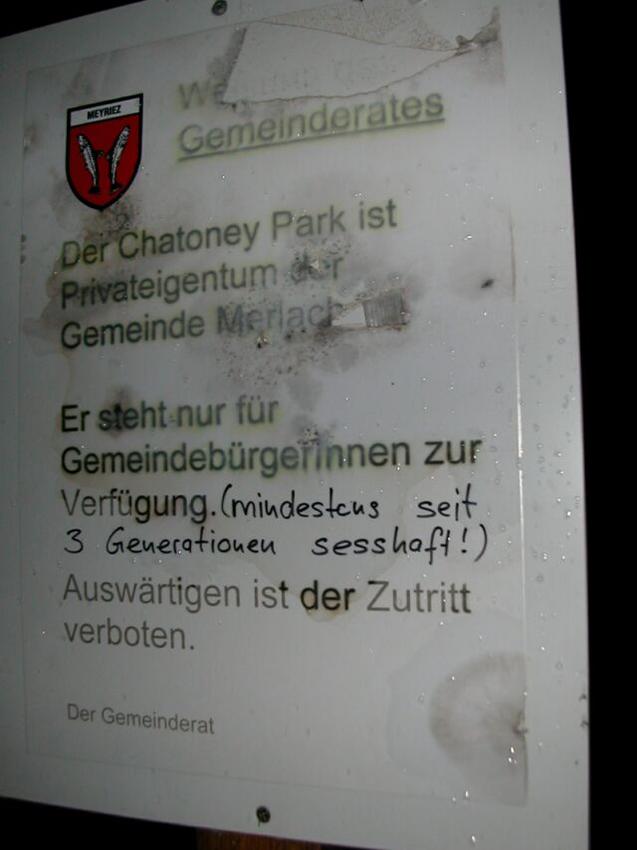 MEYRIEZ
Gemeinderates
Der Chatoney Park ist
Privateigentum der
Gemeinde Merlach
Er steht nur für
GemeindebürgerInnen zur
Verfügung. (mindestens seit
3 Generationen sesshaft!)
Auswärtigen ist der Zutritt
verboten.
Der Gemeinderat